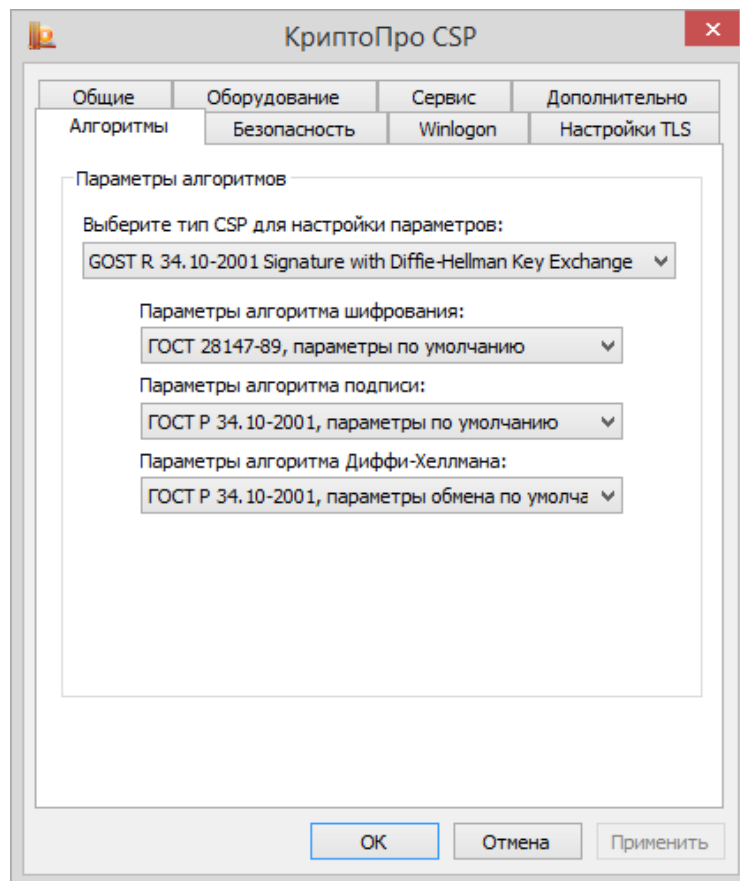 КриптоПро CSP
Общие Оборудование Сервис Дополнительно
Алгоритмы Безопасность Winlogon Настройки TLS
Параметры алгоритмов
Выберите тип CSP для настройки параметров:
GOST R 34.10-2001 Signature with Diffie-Hellman Key Exchange
Параметры алгоритма шифрования:
ГОСТ 28147-89, параметры по умолчанию
Параметры алгоритма подписи:
ГОСТ Р 34.10-2001, параметры по умолчанию
Параметры алгоритма Диффи-Хеллмана:
ГОСТ Р 34.10-2001, параметры обмена по умолча
ОК Отмена Применить